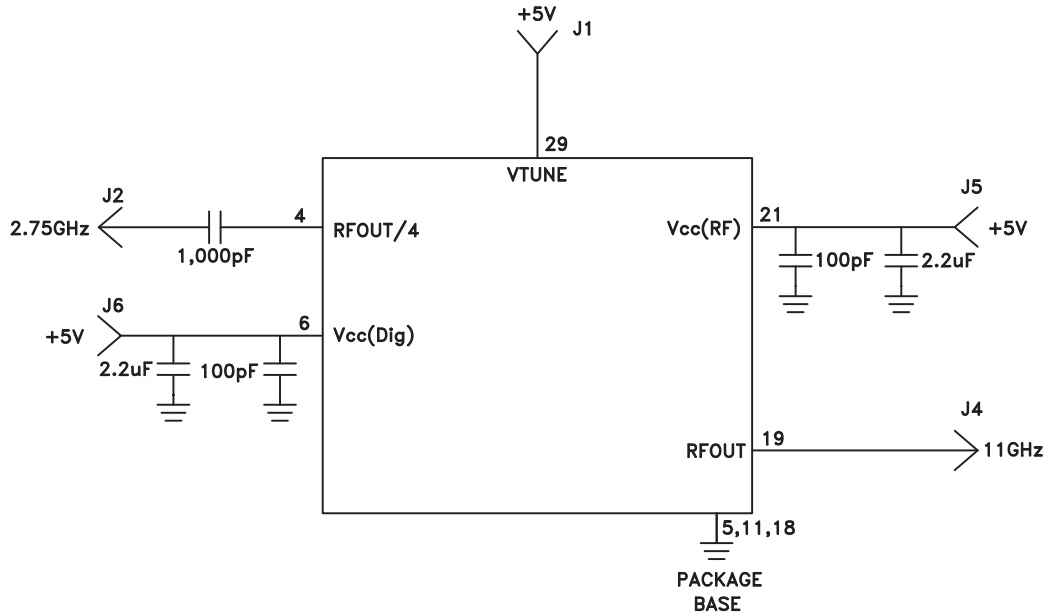 +5V
J1
29
VTUNE
J2
2.75GHz
1,000pF
4
RFOUT/4
21
Vcc(RF)
J5
+5V
100pF
2.2uF
J6
+5V
6
Vcc(Dig)
2.2uF
100pF
RFOUT
19
J4
11GHz
5,11,18
PACKAGE
BASE